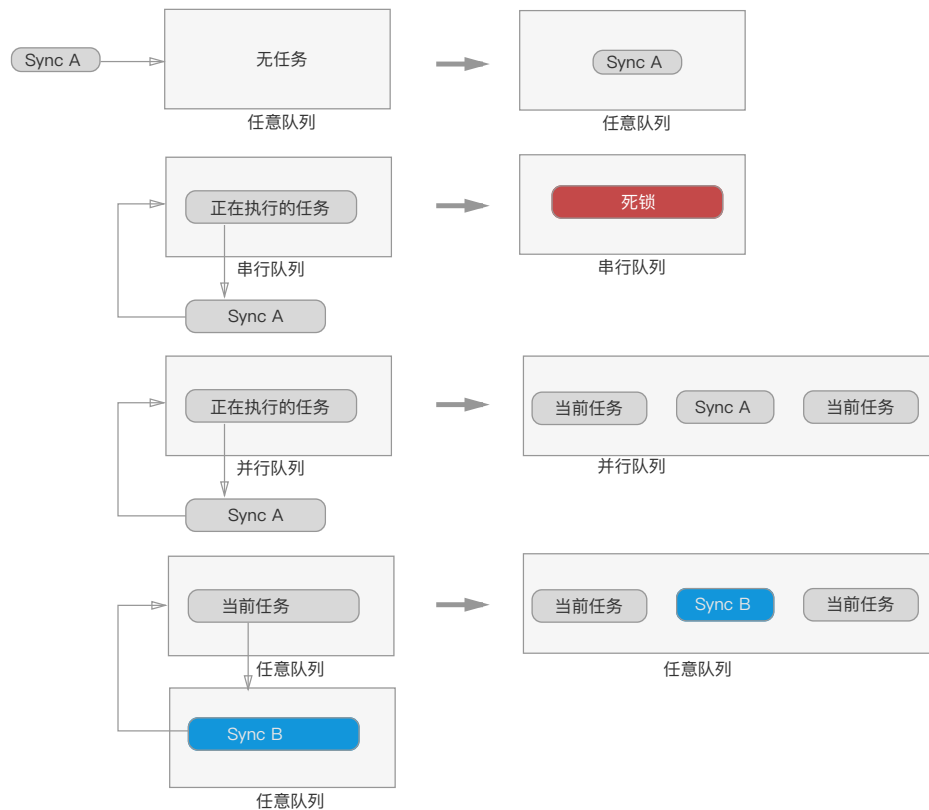 Sync A
无任务
Sync A
任意队列
任意队列
正在执行的任务
死锁
串行队列
串行队列
Sync A
正在执行的任务
当前任务
Sync A
当前任务
并行队列
并行队列
Sync A
当前任务
当前任务
Sync B
当前任务
任意队列
任意队列
Sync B
任意队列